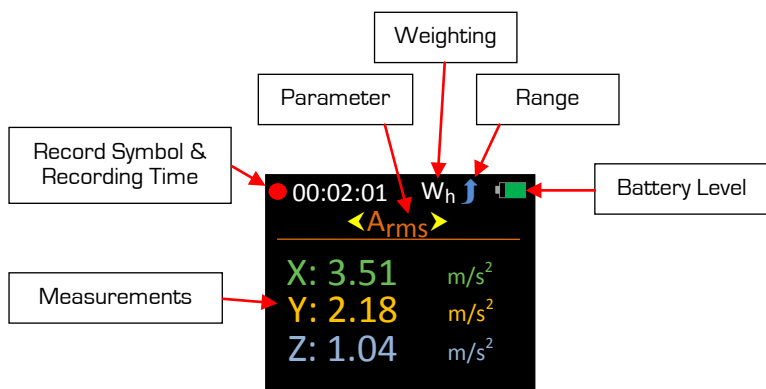 Weighting
Parameter
Range
Record Symbol &
Recording Time
Battery Level
00:02:01 Wh
Arms
X: 3.51 m/s²
Y: 2.18 m/s²
Z: 1.04 m/s²
Measurements